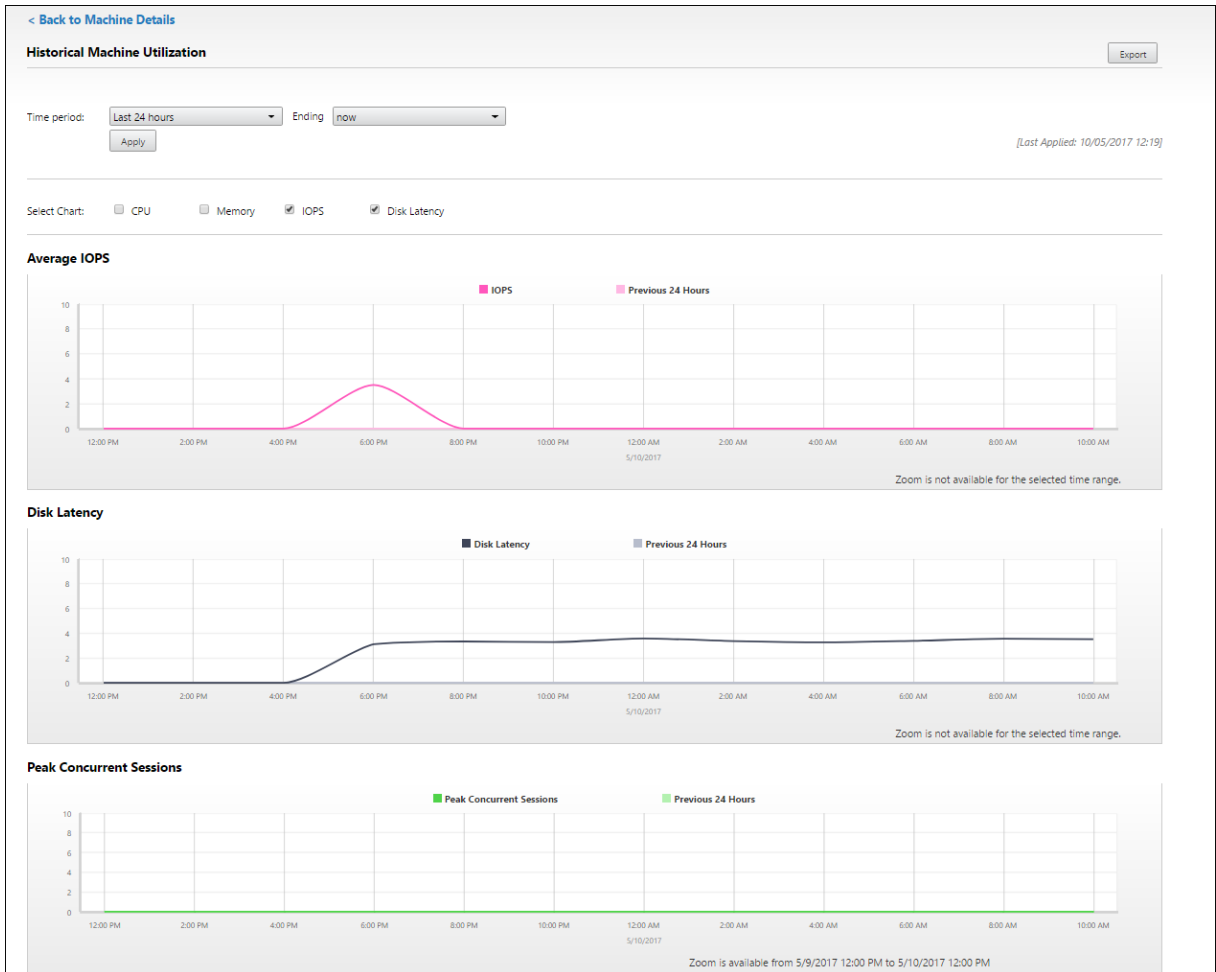 < Back to Machine Details
Historical Machine Utilization
Export
Time period: Last 24 hours Ending now
Apply
[Last Applied: 10/05/2017 12:19]
Select Chart: CPU Memory IOPS Disk Latency
Average IOPS
IOPS Previous 24 Hours
10
8
6
4
2
0
12:00 PM 2:00 PM 4:00 PM 6:00 PM 8:00 PM 10:00 PM 12:00 AM 2:00 AM 4:00 AM 6:00 AM 8:00 AM 10:00 AM
5/10/2017
Zoom is not available for the selected time range.
Disk Latency
Disk Latency Previous 24 Hours
10
8
6
4
2
0
12:00 PM 2:00 PM 4:00 PM 6:00 PM 8:00 PM 10:00 PM 12:00 AM 2:00 AM 4:00 AM 6:00 AM 8:00 AM 10:00 AM
5/10/2017
Zoom is not available for the selected time range.
Peak Concurrent Sessions
Peak Concurrent Sessions Previous 24 Hours
10
8
6
4
2
0
12:00 PM 2:00 PM 4:00 PM 6:00 PM 8:00 PM 10:00 PM 12:00 AM 2:00 AM 4:00 AM 6:00 AM 8:00 AM 10:00 AM
5/10/2017
Zoom is available from 5/9/2017 12:00 PM to 5/10/2017 12:00 PM